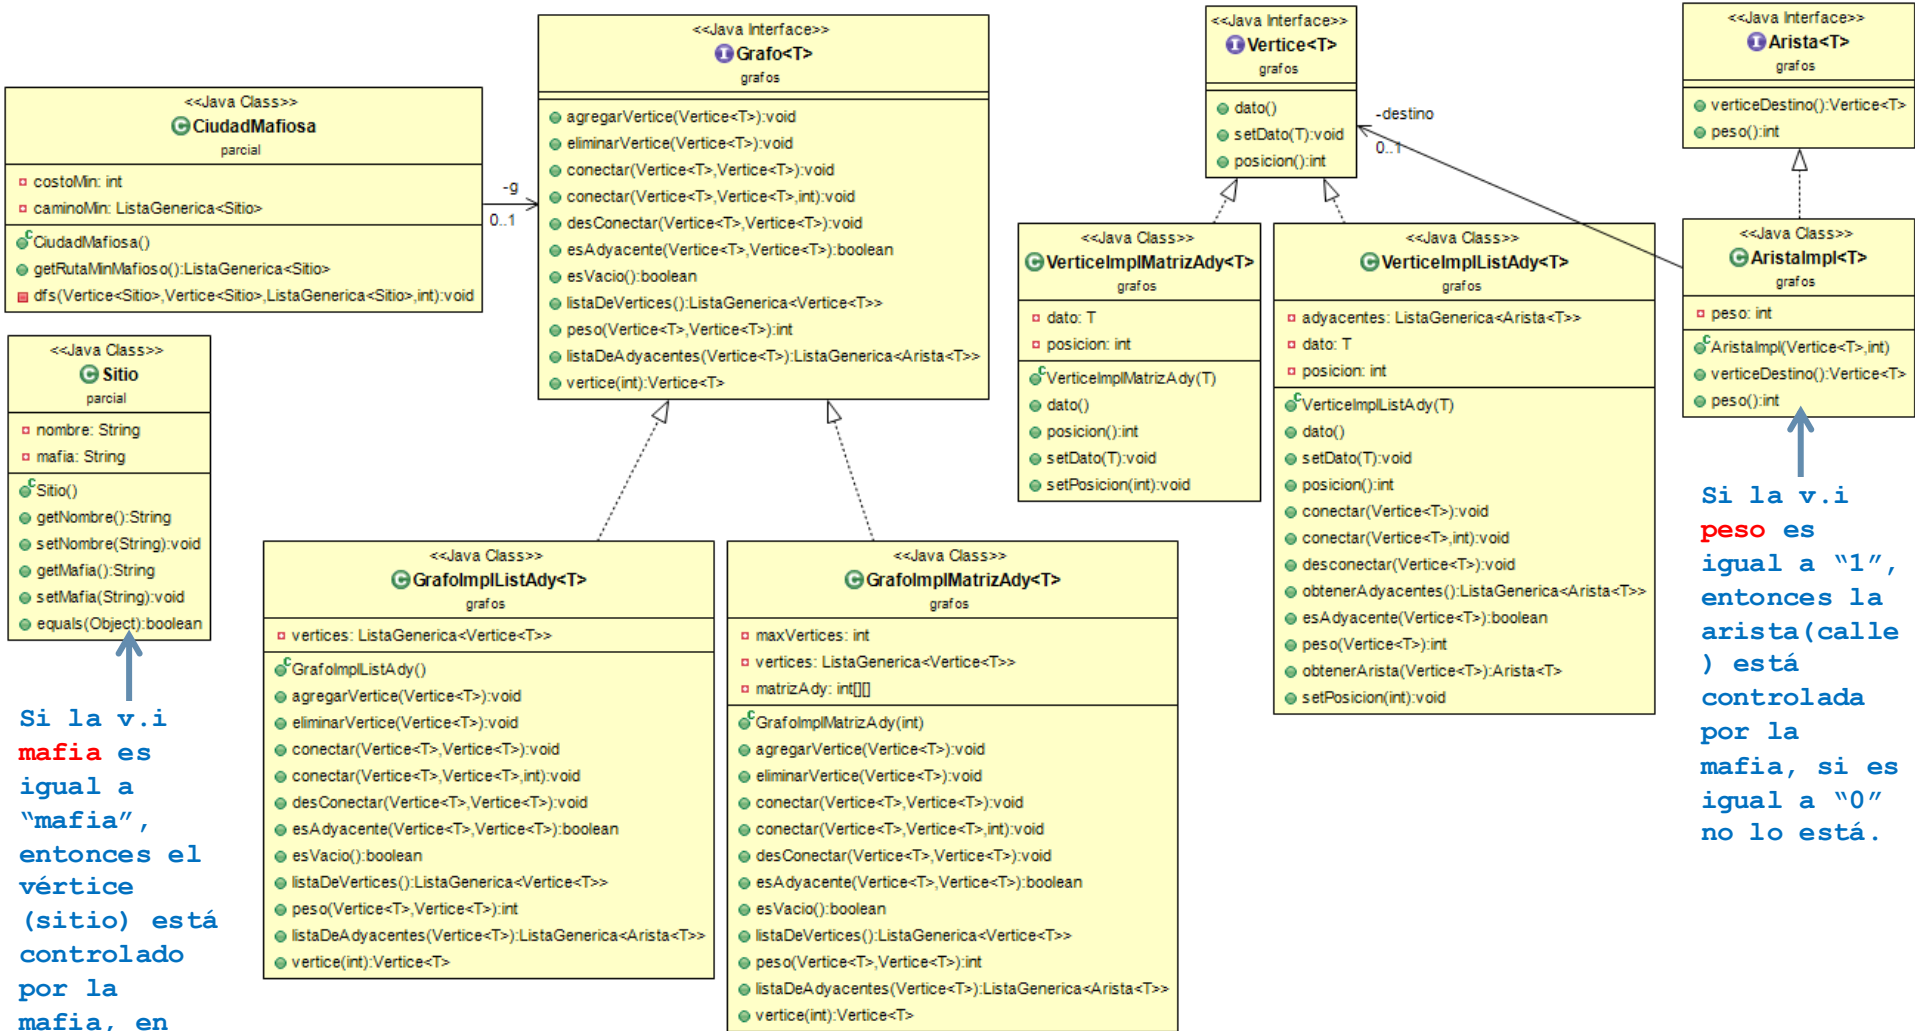 <<Java Class>>
CiudadMafiosa
parcial
costoMin: int
caminoMin: ListaGenerica<Sitio>
CiudadMafiosa()
getRutaMinMafioso():ListaGenerica<Sitio>
dfs(Vertice<Sitio>,Vertice<Sitio>,ListaGenerica<Sitio>,int):void
-g
0..1
<<Java Interface>>
Grafo<T>
grafos
agregarVertice(Vertice<T>):void
eliminarVertice(Vertice<T>):void
conectar(Vertice<T>,Vertice<T>):void
conectar(Vertice<T>,Vertice<T>,int):void
desConectar(Vertice<T>,Vertice<T>):void
esAdyacente(Vertice<T>,Vertice<T>):boolean
esVacio():boolean
listaDeVertices():ListaGenerica<Vertice<T>>
peso(Vertice<T>,Vertice<T>):int
listaDeAdyacentes(Vertice<T>):ListaGenerica<Arista<T>>
vertice(int):Vertice<T>
<<Java Interface>>
Vertice<T>
grafos
dato()
setDato(T):void
posicion():int
-destino
0..1
<<Java Interface>>
Arista<T>
grafos
verticeDestino():Vertice<T>
peso():int
<<Java Class>>
Sitio
parcial
nombre: String
mafia: String
Sitio()
getNombre():String
setNombre(String):void
getMafia():String
setMafia(String):void
equals(Object):boolean
<<Java Class>>
VerticeImplMatrizAdy<T>
grafos
dato: T
posicion: int
VerticeImplMatrizAdy(T)
dato()
posicion():int
setDato(T):void
setPosicion(int):void
<<Java Class>>
VerticeImplListAdy<T>
grafos
adyacentes: ListaGenerica<Arista<T>>
dato: T
posicion: int
VerticeImplListAdy(T)
dato()
setDato(T):void
posicion():int
conectar(Vertice<T>):void
conectar(Vertice<T>,int):void
desconectar(Vertice<T>):void
obtenerAdyacentes():ListaGenerica<Arista<T>>
esAdyacente(Vertice<T>):boolean
peso(Vertice<T>):int
obtenerArista(Vertice<T>):Arista<T>
setPosicion(int):void
<<Java Class>>
AristaImpl<T>
grafos
peso: int
AristaImpl(Vertice<T>,int)
verticeDestino():Vertice<T>
peso():int
<<Java Class>>
GrafoImplListAdy<T>
grafos
vertices: ListaGenerica<Vertice<T>>
GrafoImplListAdy()
agregarVertice(Vertice<T>):void
eliminarVertice(Vertice<T>):void
conectar(Vertice<T>,Vertice<T>):void
conectar(Vertice<T>,Vertice<T>,int):void
desConectar(Vertice<T>,Vertice<T>):void
esAdyacente(Vertice<T>,Vertice<T>):boolean
esVacio():boolean
listaDeVertices():ListaGenerica<Vertice<T>>
peso(Vertice<T>,Vertice<T>):int
listaDeAdyacentes(Vertice<T>):ListaGenerica<Arista<T>>
vertice(int):Vertice<T>
<<Java Class>>
GrafoImplMatrizAdy<T>
grafos
maxVertices: int
vertices: ListaGenerica<Vertice<T>>
matrizAdy: int[][]
GrafoImplMatrizAdy(int)
agregarVertice(Vertice<T>):void
eliminarVertice(Vertice<T>):void
conectar(Vertice<T>,Vertice<T>):void
conectar(Vertice<T>,Vertice<T>,int):void
desConectar(Vertice<T>,Vertice<T>):void
esAdyacente(Vertice<T>,Vertice<T>):boolean
esVacio():boolean
listaDeVertices():ListaGenerica<Vertice<T>>
peso(Vertice<T>,Vertice<T>):int
listaDeAdyacentes(Vertice<T>):ListaGenerica<Arista<T>>
vertice(int):Vertice<T>
Si la v.i
mafia es
igual a
“mafia”,
entonces el
vértice
(sitio) está
controlado
por la
mafia, en
Si la v.i
peso es
igual a “1”,
entonces la
arista(calle
) está
controlada
por la
mafia, si es
igual a “0”
no lo está.